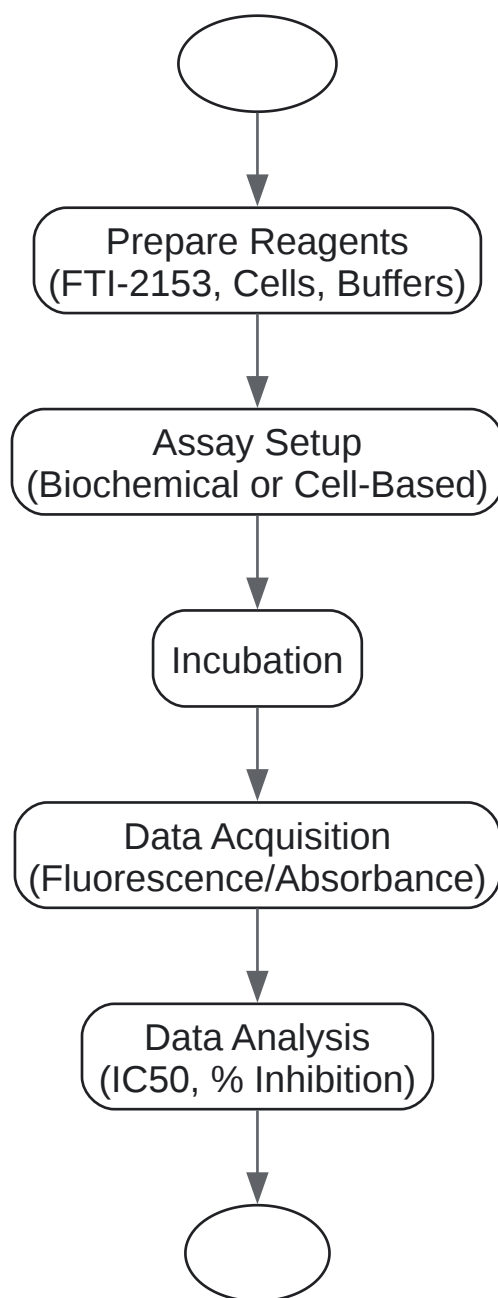 Prepare Reagents
(FTI-2153, Cells, Buffers)
Assay Setup
(Biochemical or Cell-Based)
Incubation
Data Acquisition
(Fluorescence/Absorbance)
Data Analysis
(IC50, % Inhibition)